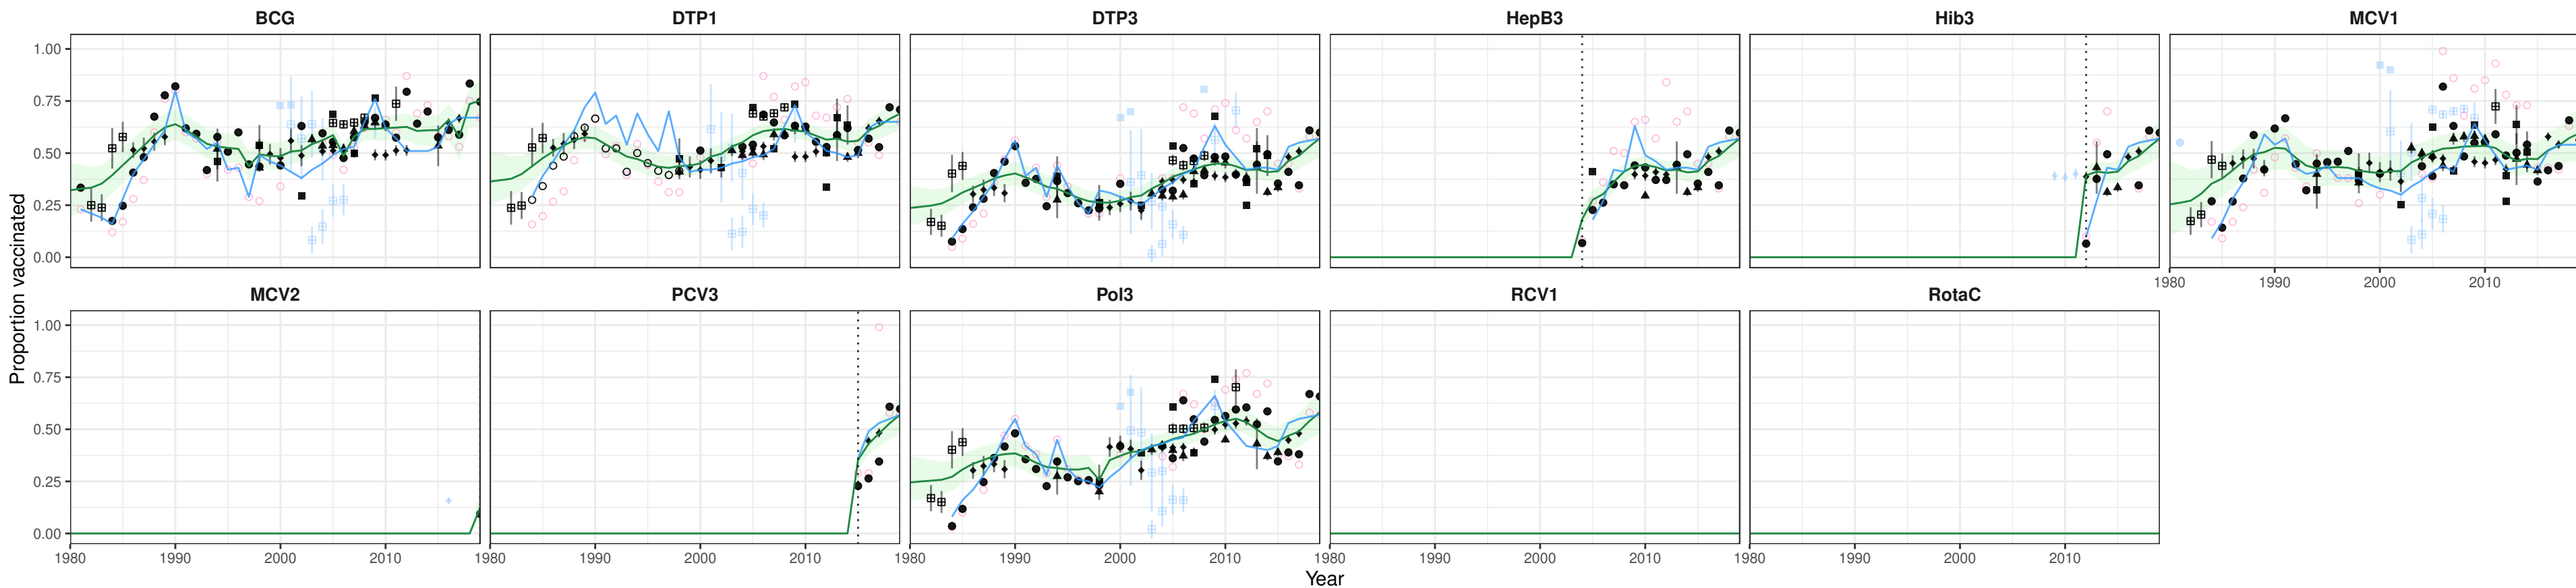 BCG DTP1 DTP3 HepB3 Hib3 MCV1
1.00
0.75
0.50
0.25
0.00
1980 1990 2000 2010
MCV2 PCV3 Pol3 RCV1 RotaC
1.00
0.75
0.50
0.25
0.00
1980 1990 2000 2010 1980 1990 2000 2010 1980 1990 2000 2010 1980 1990 2000 2010 1980 1990 2000 2010
Year
Proportion vaccinated